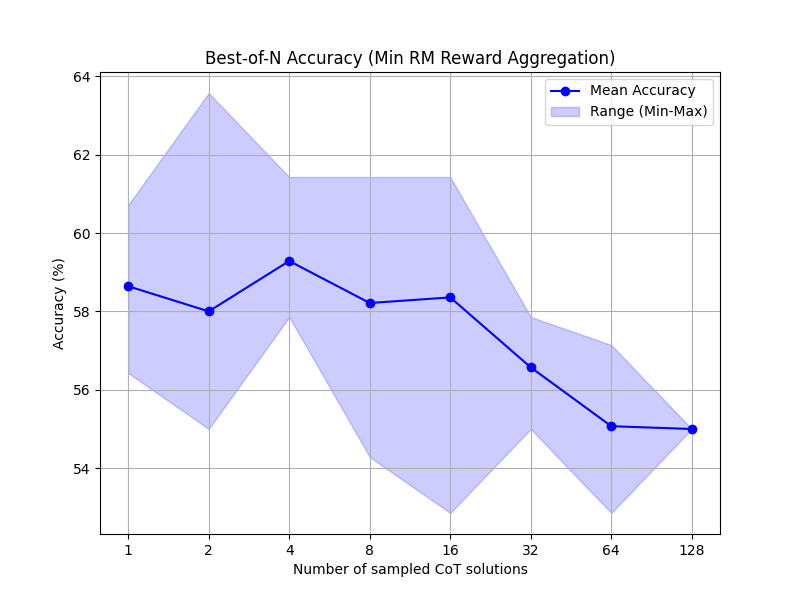 Best-of-N Accuracy (Min RM Reward Aggregation)
Mean Accuracy
Range (Min-Max)
Accuracy (%)
64
62
60
58
56
54
1 2 4 8 16 32 64 128
Number of sampled CoT solutions